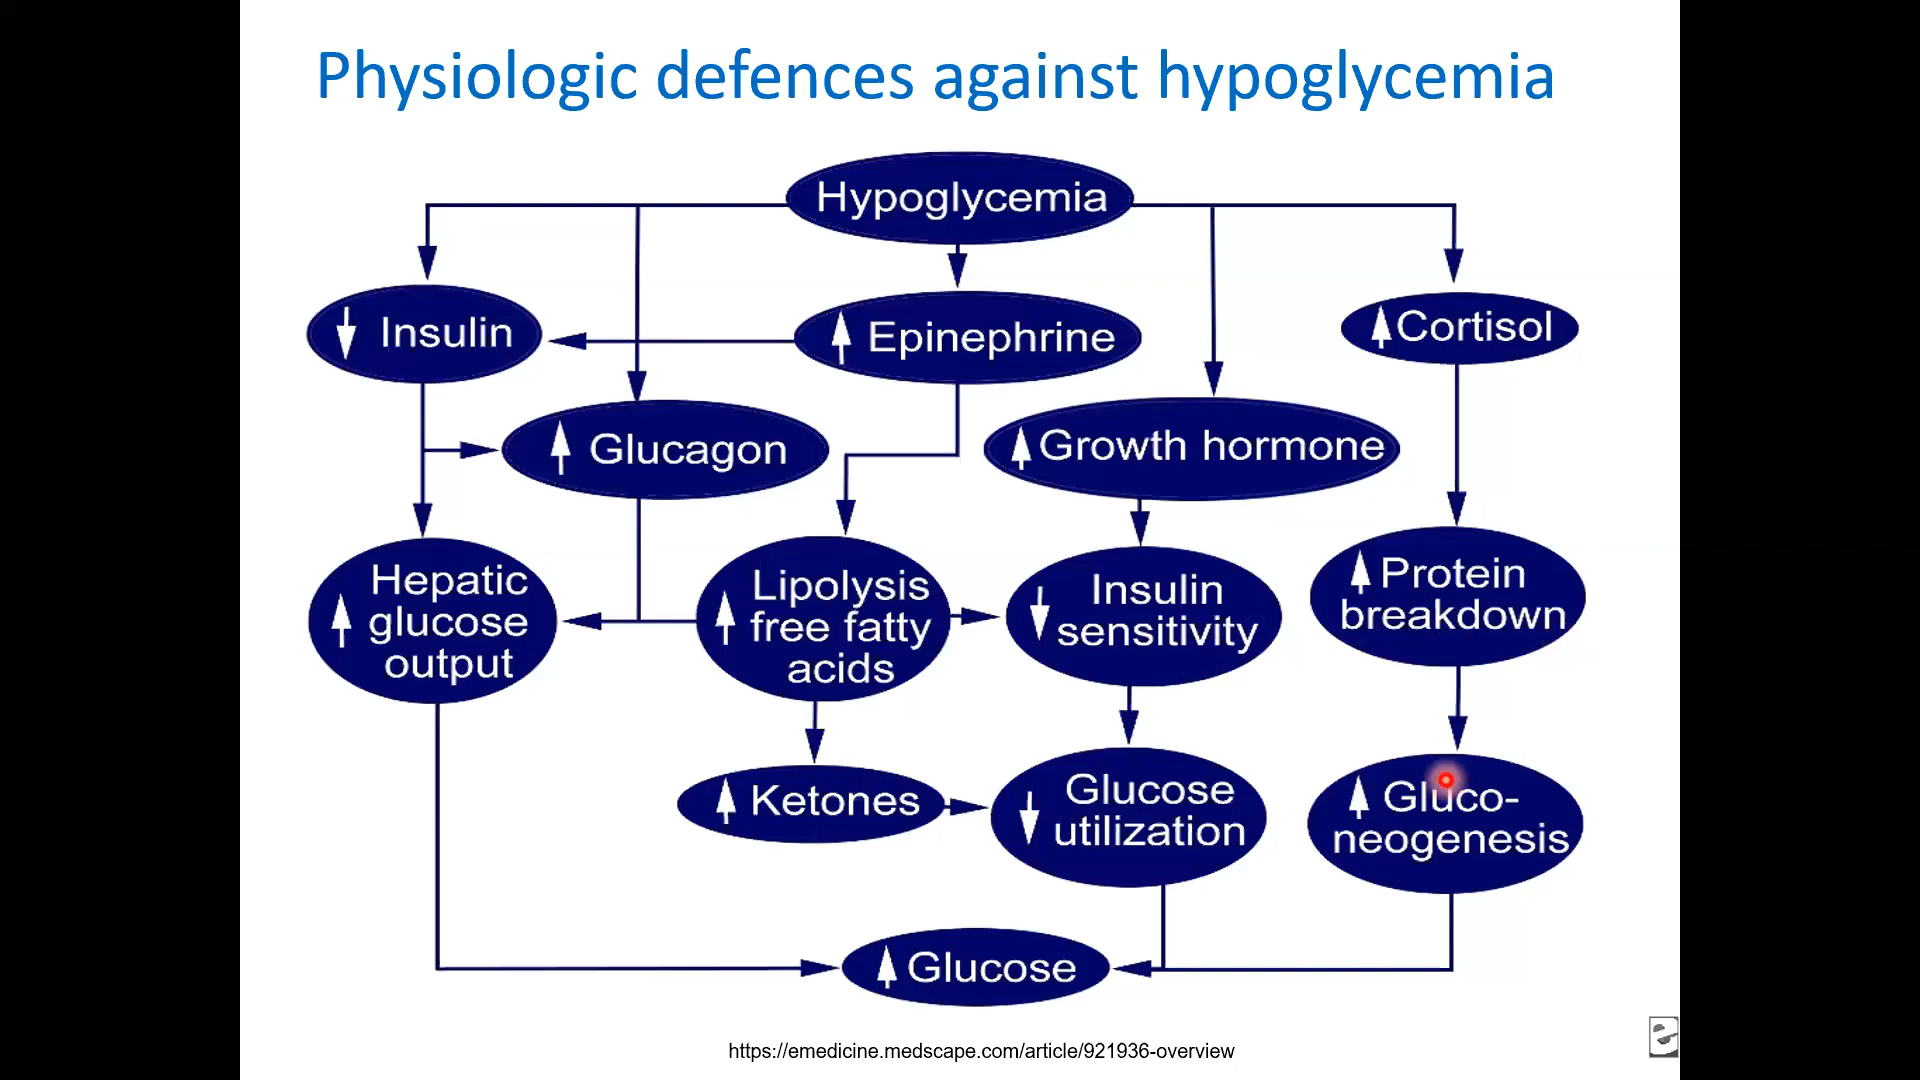 Physiologic defences against hypoglycemia
Hypoglycemia
Insulin
Epinephrine
Cortisol
Glucagon
Growth hormone
Hepatic
glucose
output
Lipolysis
free fatty
acids
Insulin
sensitivity
Protein
breakdown
Ketones
Glucose
utilization
Gluco-
neogenesis
Glucose
https://emedicine.medscape.com/article/921936-overview
e